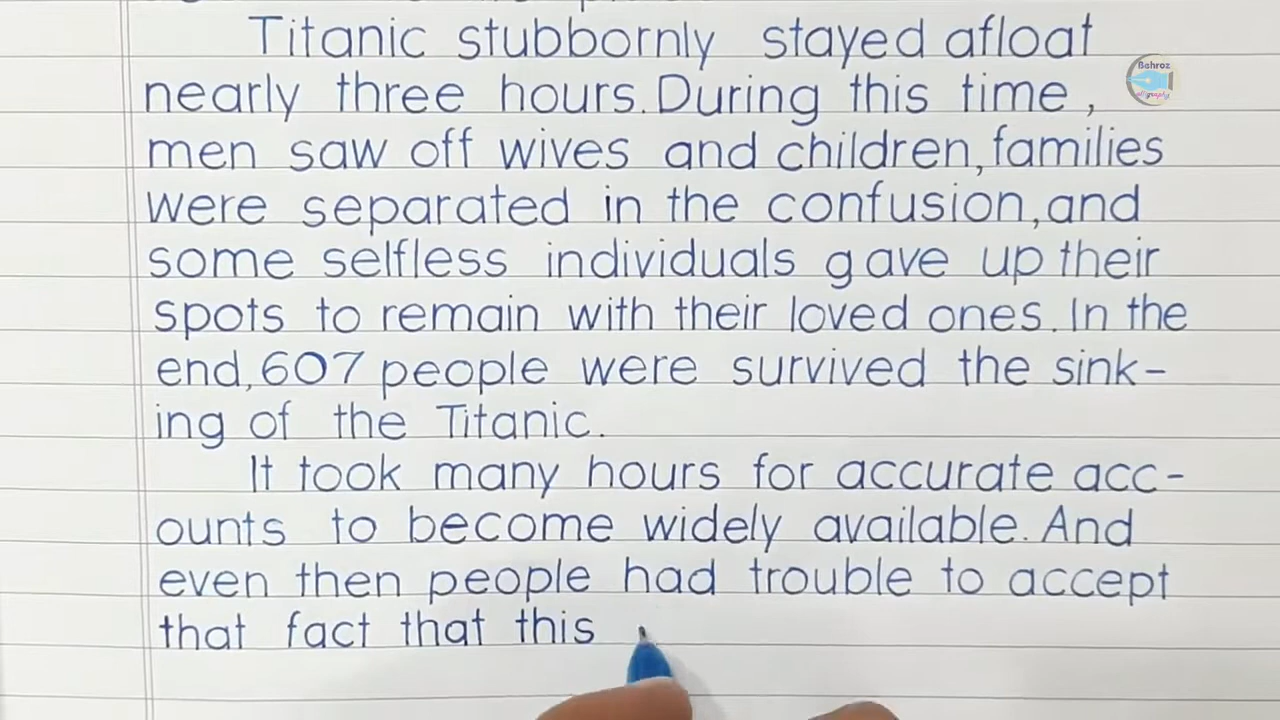 Titanic stubbornly stayed afloat
nearly three hours. During this time,
men saw off wives and children, families
were separated in the confusion, and
some selfless individuals gave up their
spots to remain with their loved ones. In the
end, 607 people were survived the sink-
ing of the Titanic.
It took many hours for accurate acc-
ounts to become widely available. And
even then people had trouble to accept
that fact that this
Bahroz